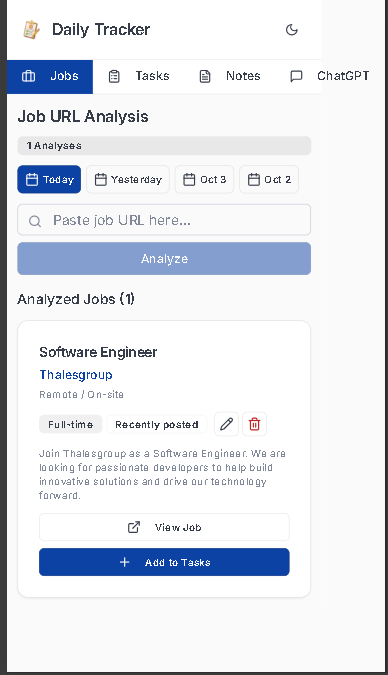 Daily Tracker
Jobs Tasks Notes ChatGPT
Job URL Analysis
1 Analyses
Today Yesterday Oct 3 Oct 2
Paste job URL here...
Analyze
Analyzed Jobs (1)
Software Engineer
Thalesgroup
Remote / On-site
Full-time Recently posted
Join Thalesgroup as a Software Engineer. We are
looking for passionate developers to help build
innovative solutions and drive our technology
forward.
View Job
Add to Tasks